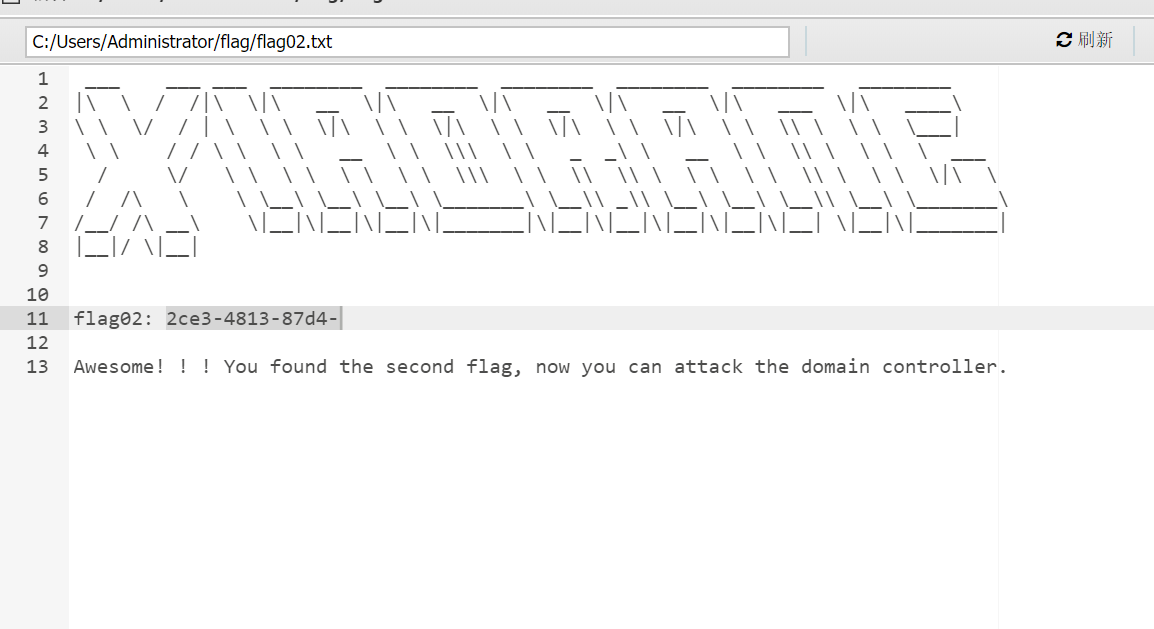 C:/Users/Administrator/flag/flag02.txt
刷新
1
2
3
4
5
6
7
8
9
10
11 flag02: 2ce3-4813-87d4-
12
13 Awesome! ! ! You found the second flag, now you can attack the domain controller.